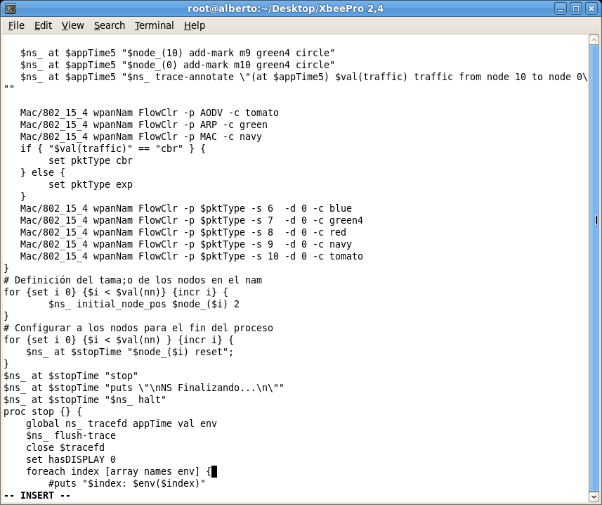 root@alberto:~/Desktop/XbeePro 2,4
File Edit View Search Terminal Help
$ns_ at $appTime5 "$node_(10) add-mark m9 green4 circle"
$ns_ at $appTime5 "$node_(0) add-mark m10 green4 circle"
$ns_ at $appTime5 "$ns_ trace-annotate \"(at $appTime5) $val(traffic) traffic from node 10 to node 0\
""
Mac/802_15_4 wpanNam FlowClr -p AODV -c tomato
Mac/802_15_4 wpanNam FlowClr -p ARP -c green
Mac/802_15_4 wpanNam FlowClr -p MAC -c navy
if { "$val(traffic)" == "cbr" } {
set pktType cbr
} else {
set pktType exp
}
Mac/802_15_4 wpanNam FlowClr -p $pktType -s 6 -d 0 -c blue
Mac/802_15_4 wpanNam FlowClr -p $pktType -s 7 -d 0 -c green4
Mac/802_15_4 wpanNam FlowClr -p $pktType -s 8 -d 0 -c red
Mac/802_15_4 wpanNam FlowClr -p $pktType -s 9 -d 0 -c navy
Mac/802_15_4 wpanNam FlowClr -p $pktType -s 10 -d 0 -c tomato
}
# Definición del tama;o de los nodos en el nam
for {set i 0} {$i < $val(nn)} {incr i} {
$ns_ initial_node_pos $node_($i) 2
}
# Configurar a los nodos para el fin del proceso
for {set i 0} {$i < $val(nn) } {incr i} {
$ns_ at $stopTime "$node_($i) reset";
}
$ns_ at $stopTime "stop"
$ns_ at $stopTime "puts \"\nNS Finalizando...\n\""
$ns_ at $stopTime "$ns_ halt"
proc stop {} {
global ns_ tracefd appTime val env
$ns_ flush-trace
close $tracefd
set hasDISPLAY 0
foreach index [array names env] {
#puts "$index: $env($index)"
-- INSERT --